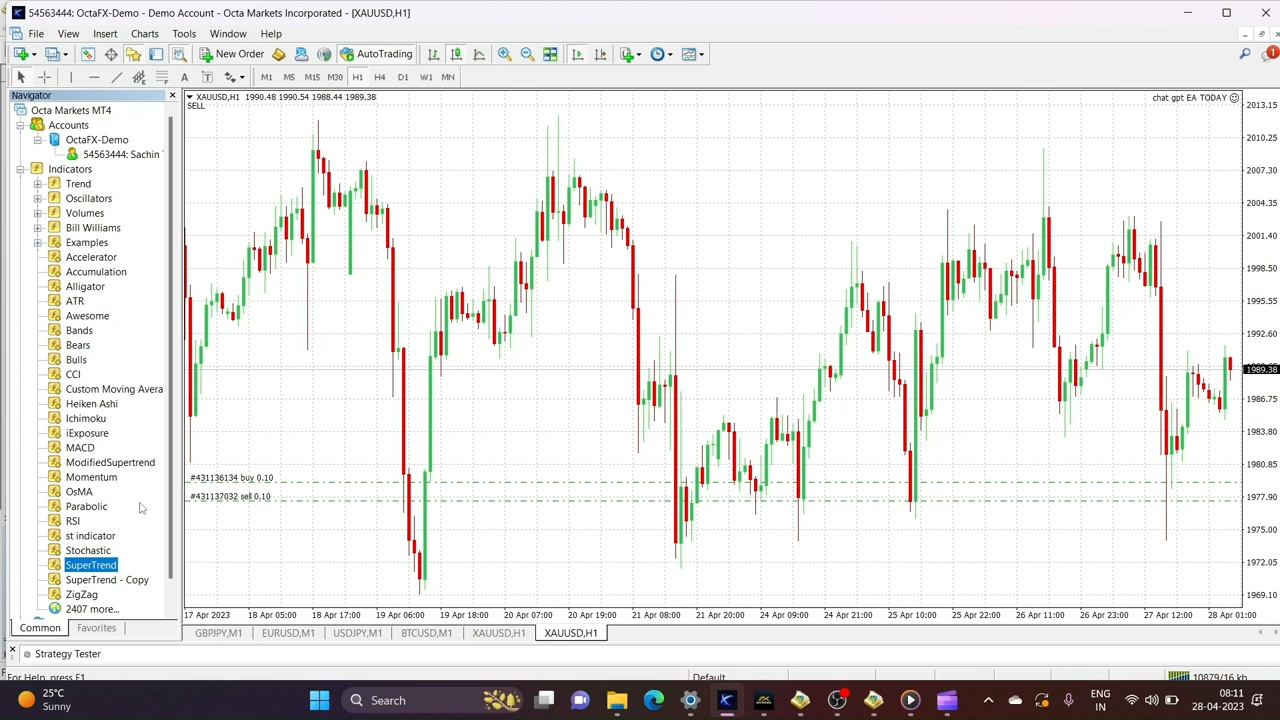 54563444: OctaFX-Demo - Demo Account - Octa Markets Incorporated - [XAUUSD,H1]
File View Insert Charts Tools Window Help
New Order AutoTrading
M1 M5 M15 M30 H1 H4 D1 W1 MN
Navigator
Octa Markets MT4
Accounts
OctaFX-Demo
54563444: Sachin
Indicators
Trend
Oscillators
Volumes
Bill Williams
Examples
Accelerator
Accumulation
Alligator
ATR
Awesome
Bands
Bears
Bulls
CCI
Custom Moving Avera
Heiken Ashi
Ichimoku
iExposure
MACD
ModifiedSupertrend
Momentum
OsMA
Parabolic
RSI
st indicator
Stochastic
SuperTrend
SuperTrend - Copy
ZigZag
2407 more...
Common Favorites
XAUUSD,H1 1990.48 1990.54 1988.44 1989.38
SELL
chat gpt EA TODAY
2013.15
2010.25
2007.30
2004.35
2001.40
1998.50
1995.55
1992.60
1989.38
1986.75
1983.80
1980.85
1977.90
1975.00
1972.05
1969.10
#431136134 buy 0.10
#431137032 sell 0.10
17 Apr 2023 18 Apr 05:00 18 Apr 17:00 19 Apr 06:00 19 Apr 18:00 20 Apr 07:00 20 Apr 19:00 21 Apr 08:00 21 Apr 20:00 24 Apr 09:00 24 Apr 21:00 25 Apr 10:00 25 Apr 22:00 26 Apr 11:00 26 Apr 23:00 27 Apr 12:00 28 Apr 01:00
GBPJPY,M1 EURUSD,M1 USDJPY,M1 BTCUSD,M1 XAUUSD,H1 XAUUSD,H1
Strategy Tester
For Help, press F1 Default 10879/16 kb
25°C
Sunny
Search
ENG
IN
08:11
28-04-2023